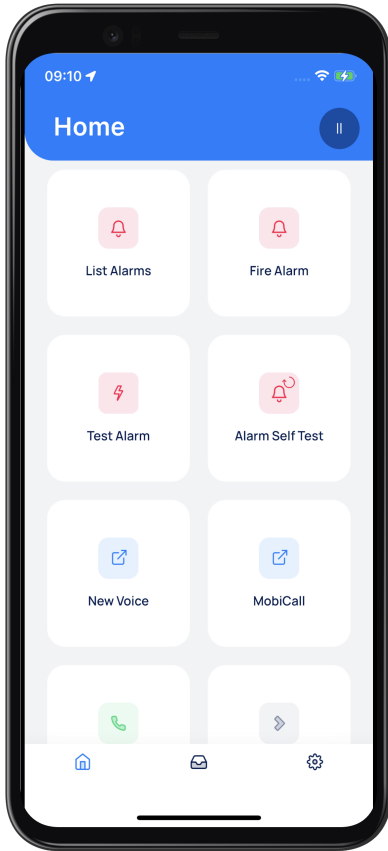 09:10
Home
List Alarms
Fire Alarm
Test Alarm
Alarm Self Test
New Voice
MobiCall